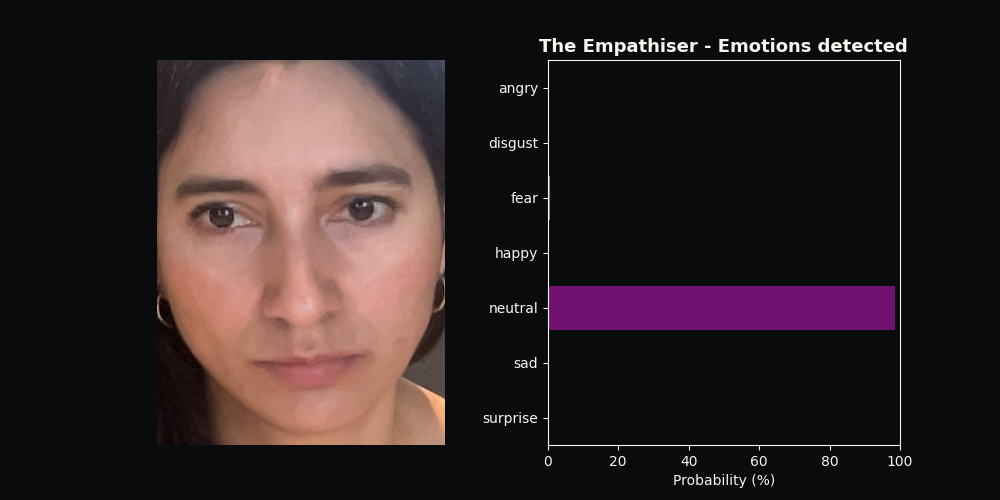 The Empathiser - Emotions detected
angry
disgust
fear
happy
neutral
sad
surprise
0 20 40 60 80 100
Probability (%)